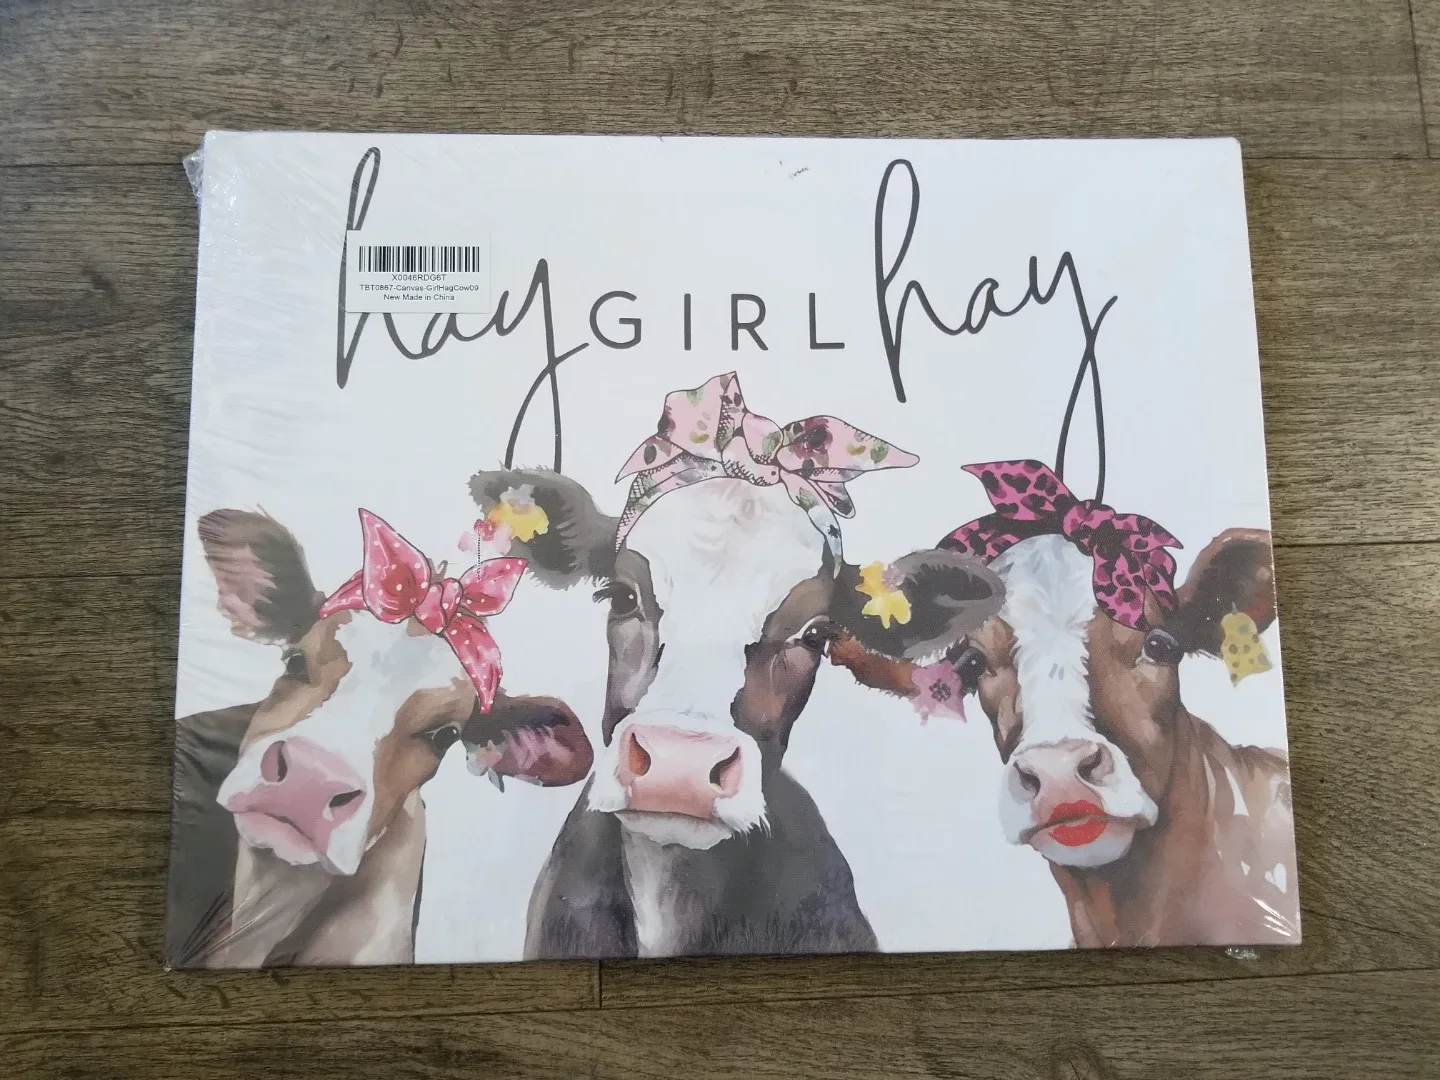 hay GIRL hay
X0046RDG6T
TBT0867-Canvas-GirlHagCow09
New Made in China